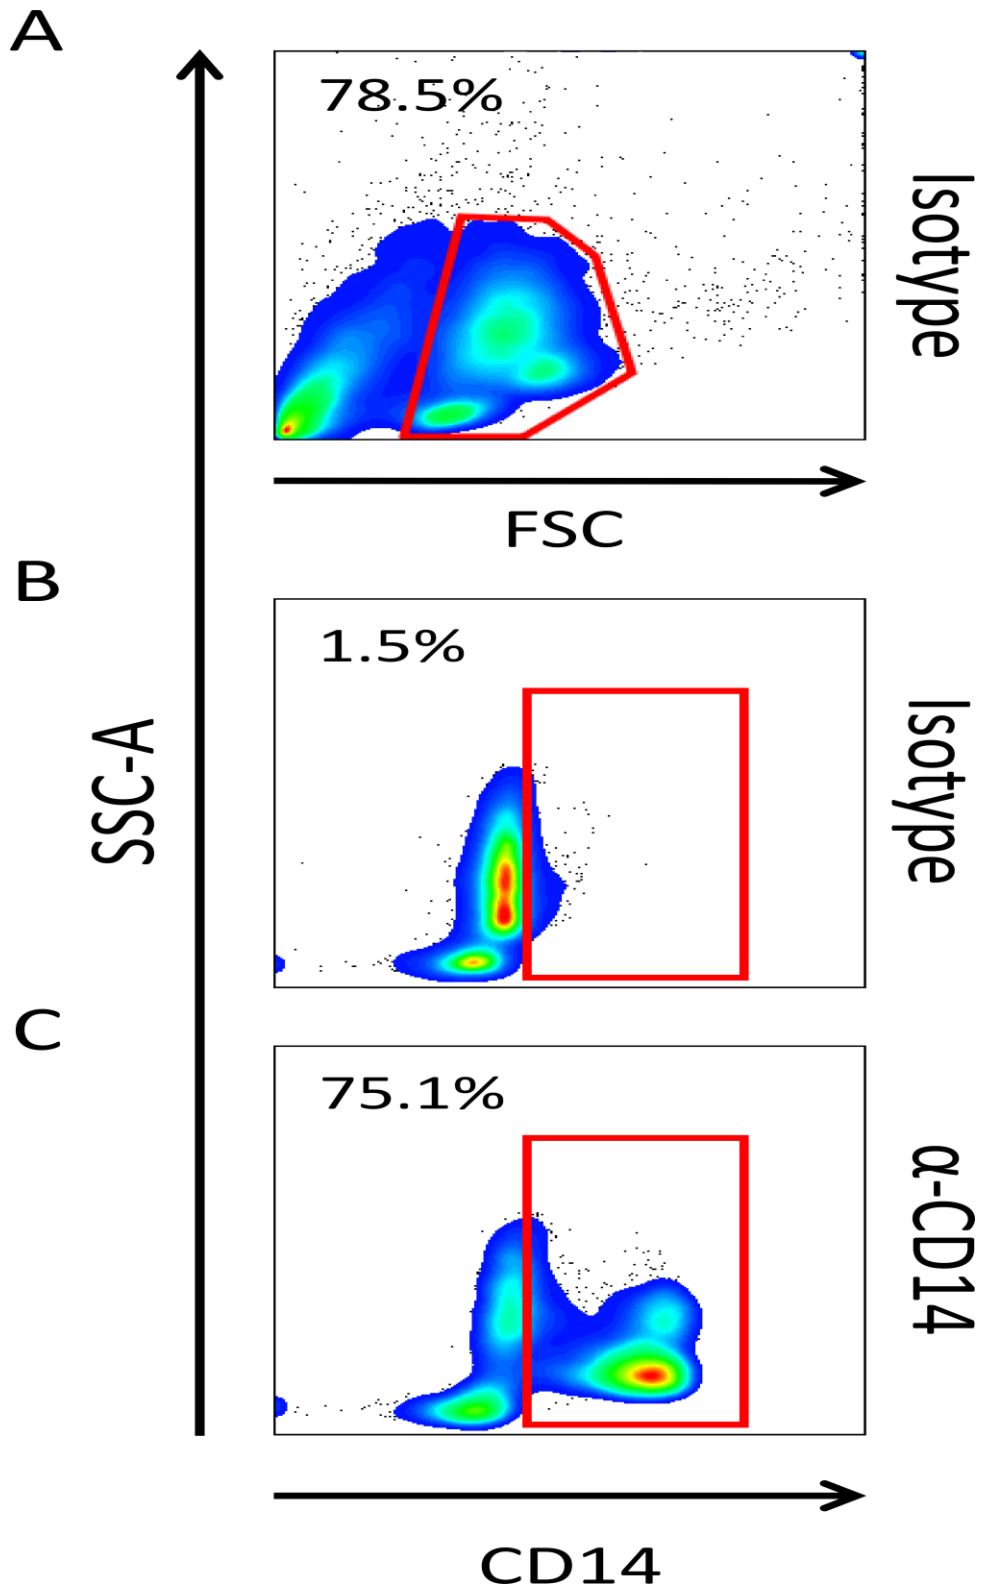 A
78.5%
Isotype
FSC
B
1.5%
Isotype
SSC-A
C
75.1%
α-CD14
CD14